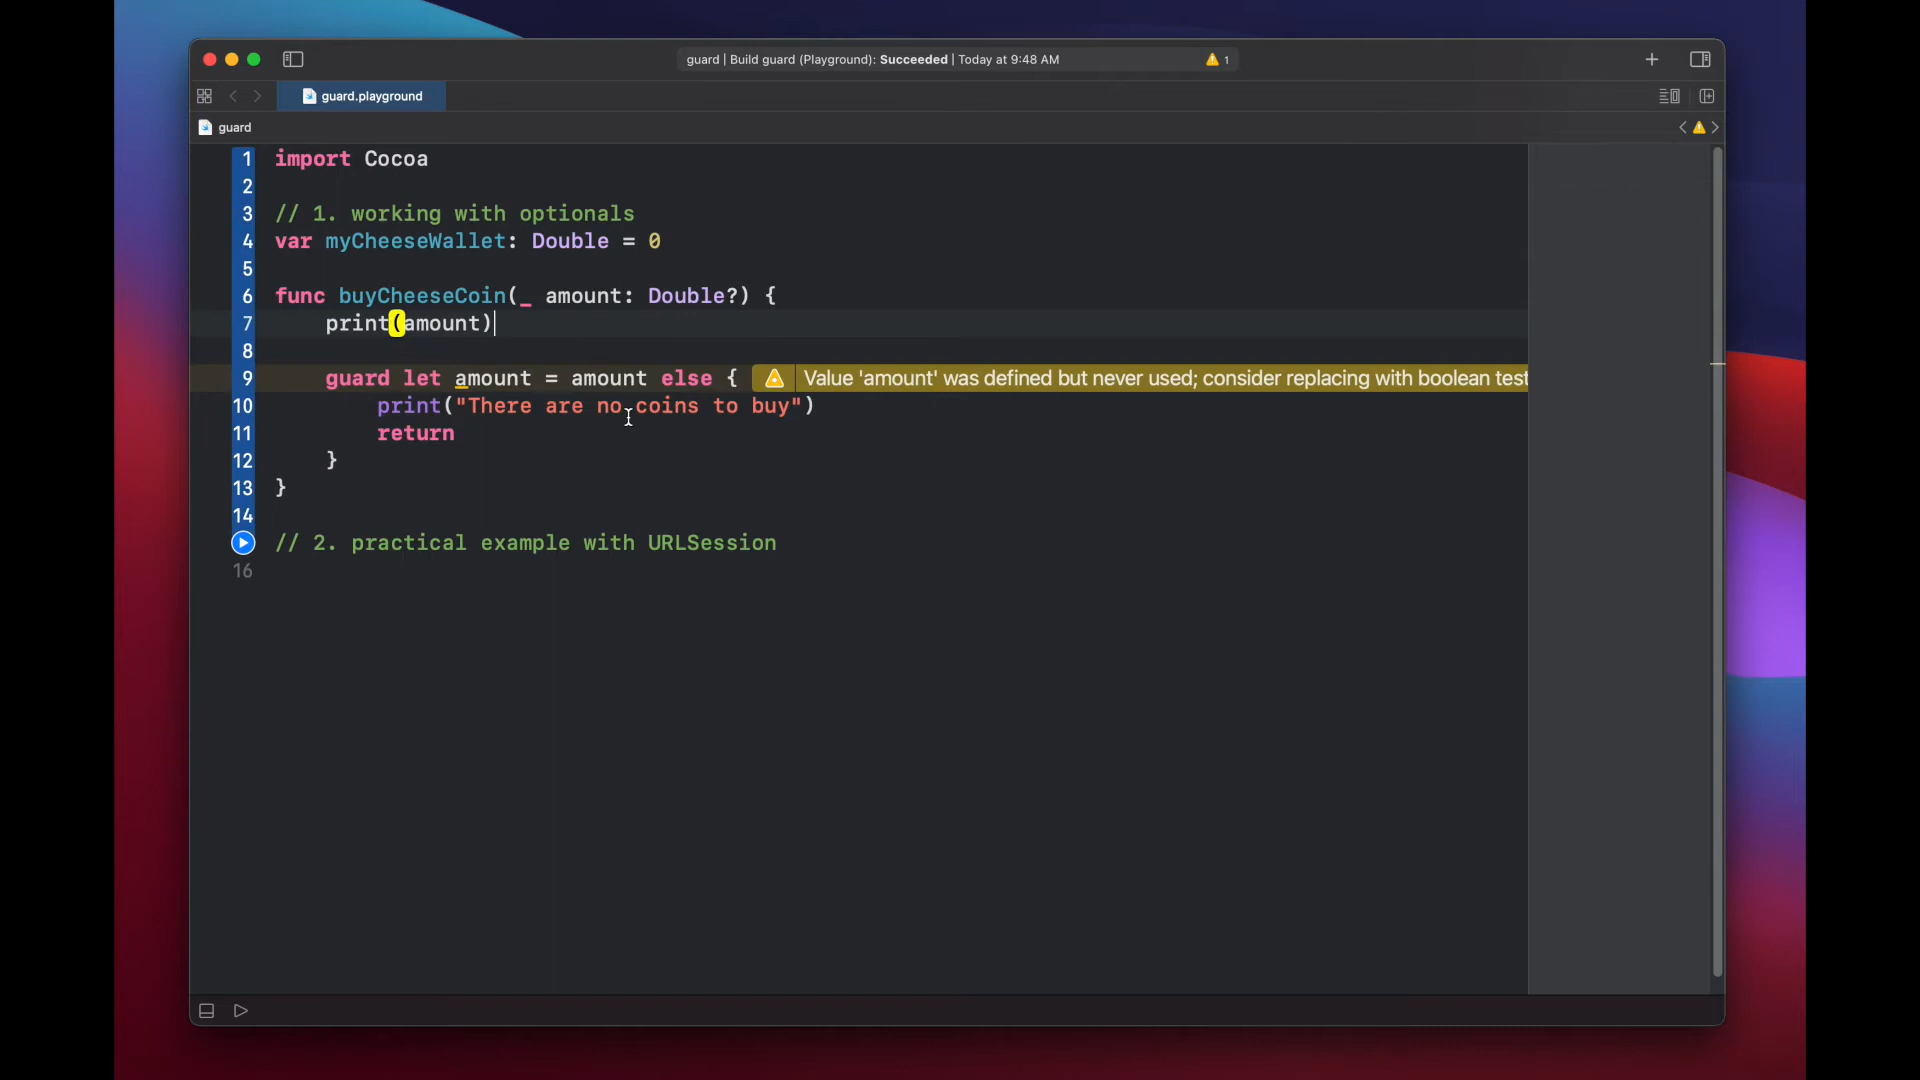 guard | Build guard (Playground): Succeeded | Today at 9:48 AM
1
guard.playground
guard
1 import Cocoa
2
3 // 1. working with optionals
4 var myCheeseWallet: Double = 0
5
6 func buyCheeseCoin(_ amount: Double?) {
7 print(amount)
8
9 guard let amount = amount else { Value 'amount' was defined but never used; consider replacing with boolean test
10 print("There are no coins to buy")
11 return
12 }
13 }
14
// 2. practical example with URLSession
16